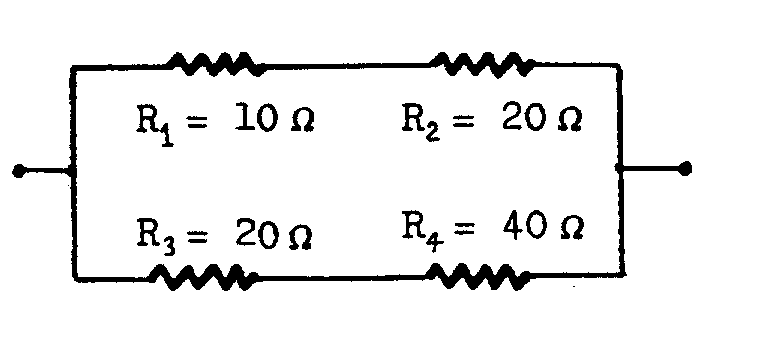 R₁ = 10 Ω
R₂ = 20 Ω
R₃ = 20 Ω
R₄ = 40 Ω